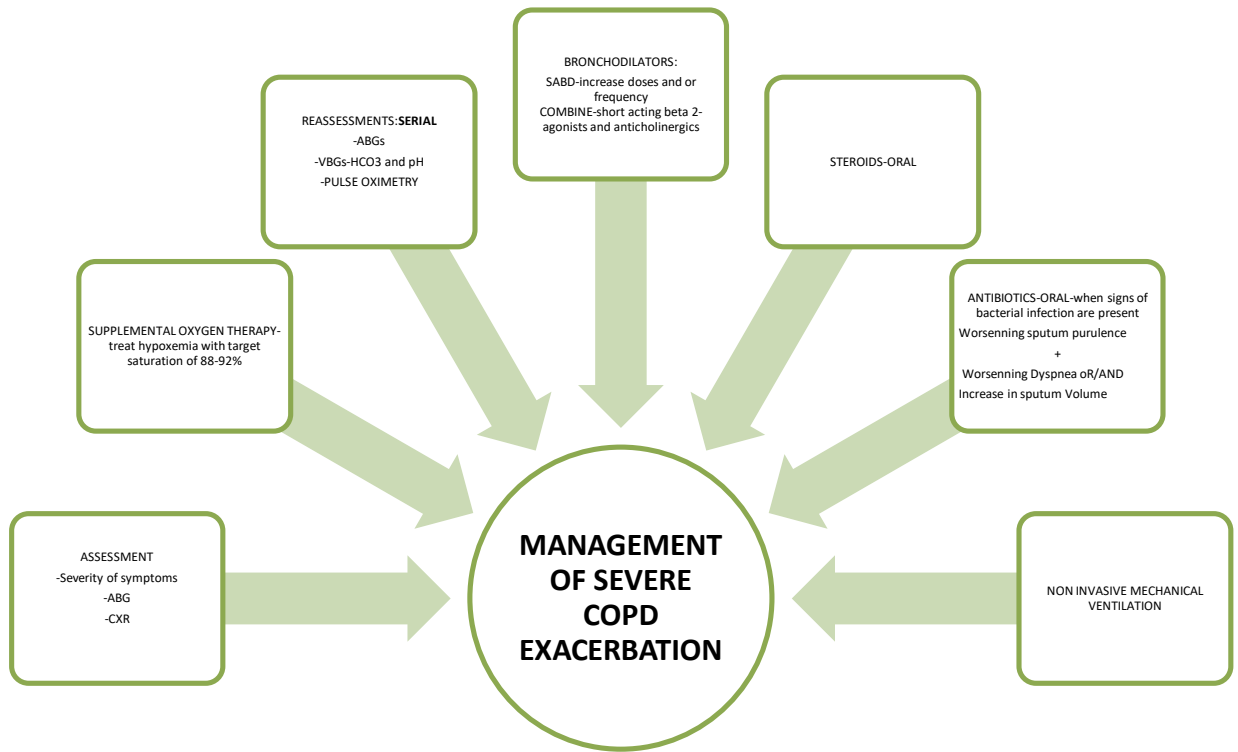 ASSESSMENT
-Severity of symptoms
-ABG
-CXR
SUPPLEMENTAL OXYGEN THERAPY-
treat hypoxemia with target
saturation of 88-92%
REASSESSMENTS:SERIAL
-ABGs
-VBGs-HCO3 and pH
-PULSE OXIMETRY
BRONCHODILATORS:
SABD-increase doses and or
frequency
COMBINE-short acting beta 2-
agonists and anticholinergics
STEROIDS-ORAL
ANTIBIOTICS-ORAL-when signs of
bacterial infection are present
Worsenning sputum purulence
+
Worsenning Dyspnea oR/AND
Increase in sputum Volume
NON INVASIVE MECHANICAL
VENTILATION
MANAGEMENT
OF SEVERE
COPD
EXACERBATION